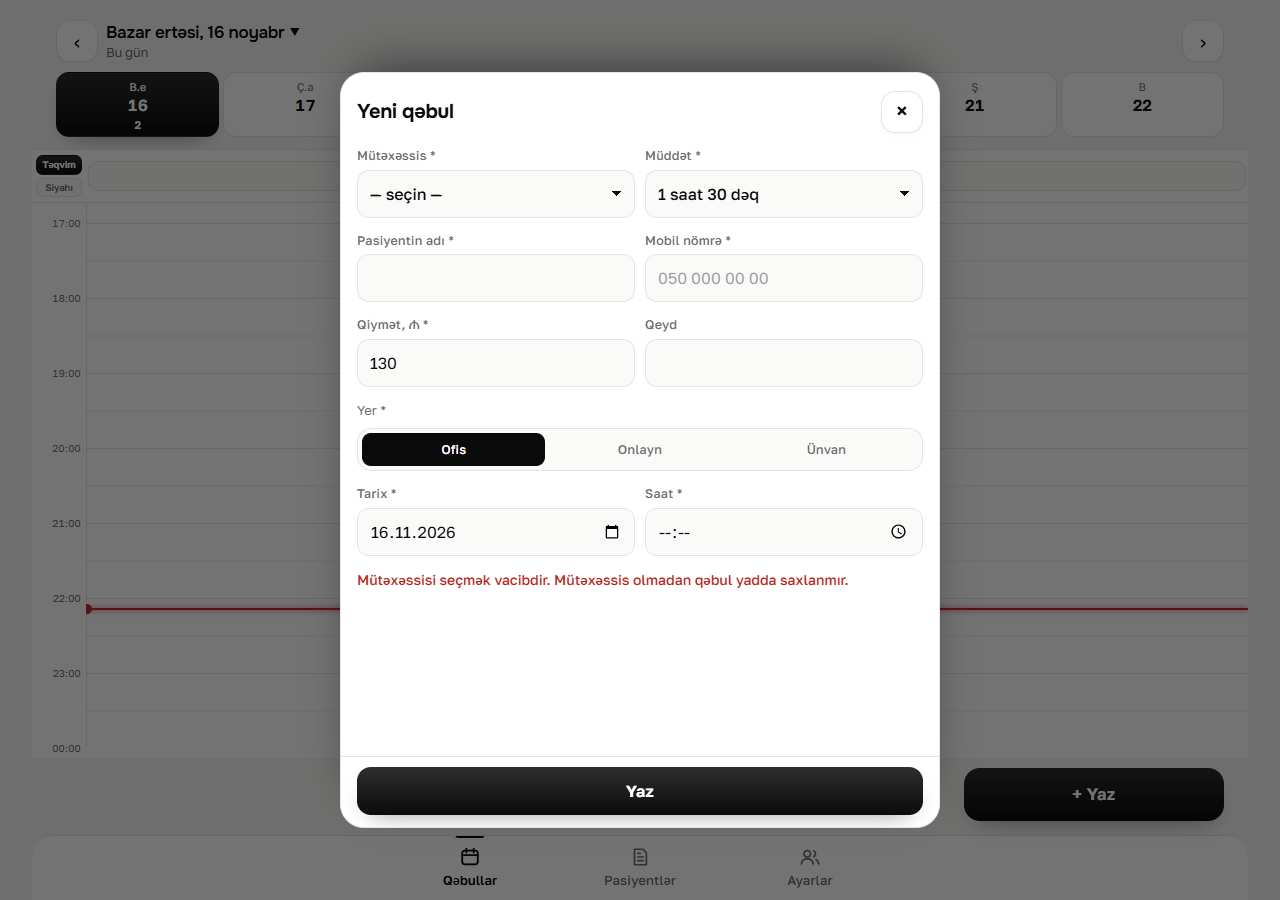 ‹
Bazar ertəsi, 16 noyabr ▼
Bu gün
›
B.e
16
2
Ç.a
17
Ş
21
B
22
Təqvim
Siyahı
17:00
18:00
19:00
20:00
21:00
22:00
23:00
00:00
Yeni qəbul
×
Mütəxəssis *
Müddət *
— seçin —
1 saat 30 dəq
Pasiyentin adı *
Mobil nömrə *
050 000 00 00
Qiymət, ₼ *
Qeyd
130
Yer *
Ofis
Onlayn
Ünvan
Tarix *
Saat *
16.11.2026
--:--
Mütəxəssisi seçmək vacibdir. Mütəxəssis olmadan qəbul yadda saxlanmır.
Yaz
+ Yaz
Qəbullar
Pasiyentlər
Ayarlar